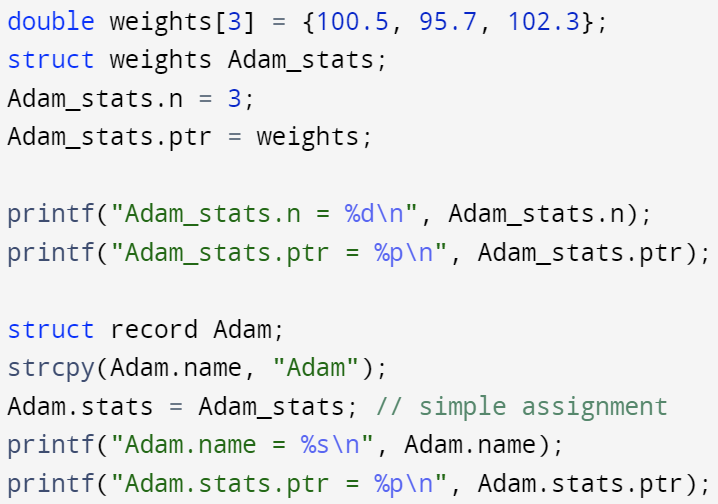 double weights[3] = {100.5, 95.7, 102.3};
struct weights Adam_stats;
Adam_stats.n = 3;
Adam_stats.ptr = weights;

printf("Adam_stats.n = %d\n", Adam_stats.n);
printf("Adam_stats.ptr = %p\n", Adam_stats.ptr);

struct record Adam;
strcpy(Adam.name, "Adam");
Adam.stats = Adam_stats; // simple assignment
printf("Adam.name = %s\n", Adam.name);
printf("Adam.stats.ptr = %p\n", Adam.stats.ptr);